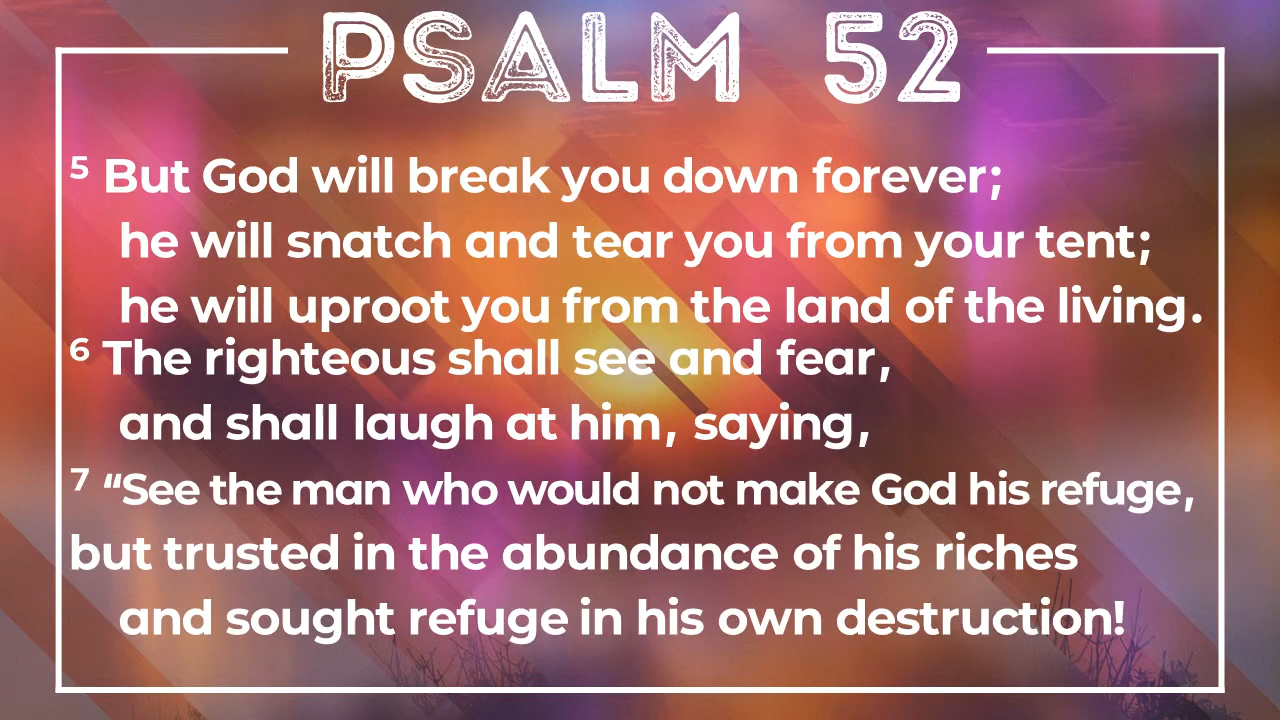 PSALM 52
5 But God will break you down forever;
he will snatch and tear you from your tent;
he will uproot you from the land of the living.
6 The righteous shall see and fear,
and shall laugh at him, saying,
7 “See the man who would not make God his refuge,
but trusted in the abundance of his riches
and sought refuge in his own destruction!